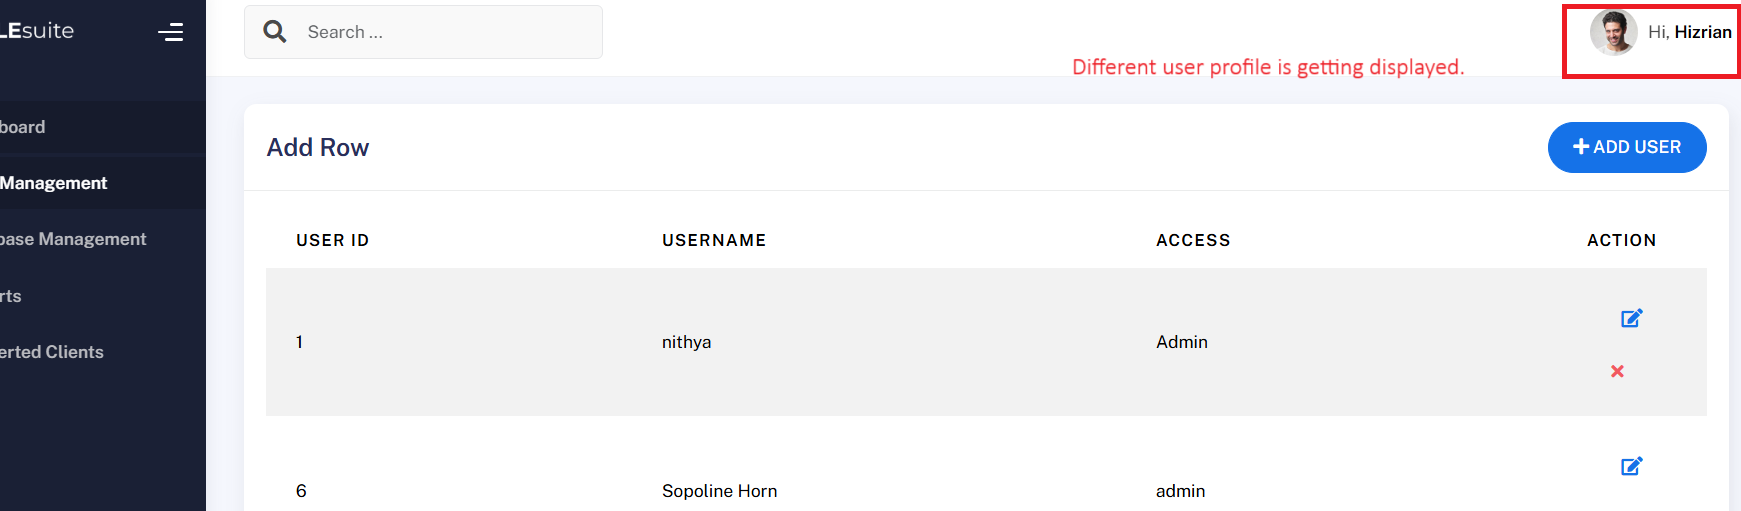 LEsuite
Search ...
Hi, Hizrian
Different user profile is getting displayed.
board
Management
Add Row
ADD USER
base Management
rts
erted Clients
USER ID USERNAME ACCESS ACTION
1 nithya Admin
6 Sopoline Horn admin